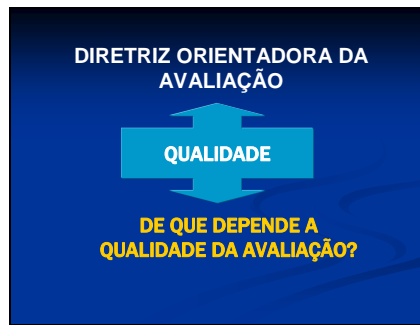 DIRETRIZ ORIENTADORA DA
AVALIAÇÃO
QUALIDADE
DE QUE DEPENDE A
QUALIDADE DA AVALIAÇÃO?